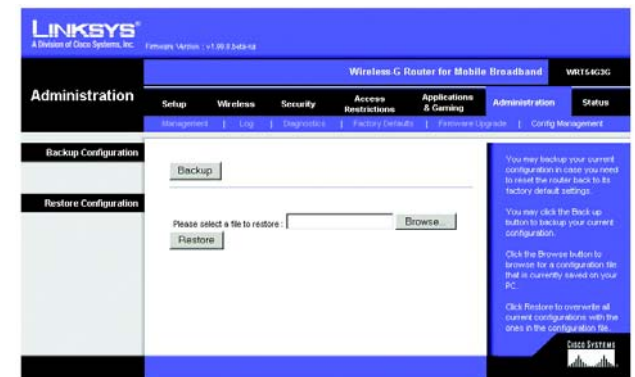 LINKSYS®
A Division of Cisco Systems, Inc.
Firmware Version : v1.99.8.beta-sa
Wireless-G Router for Mobile Broadband WRT54G3G
Administration
Setup Wireless Security Access Restrictions Applications & Gaming Administration Status
Management | Log | Diagnostics | Factory Defaults | Firmware Upgrade | Config Management
Backup Configuration
Backup
Restore Configuration
Please select a file to restore :
Browse...
Restore
You may backup your current
configuration in case you need
to reset the router back to its
factory default settings.
You may click the Back up
button to backup your current
configuration.
Click the Browse button to
browse for a configuration file
that is currently saved on your
PC.
Click Restore to overwrite all
current configurations with the
ones in the configuration file.
CISCO SYSTEMS